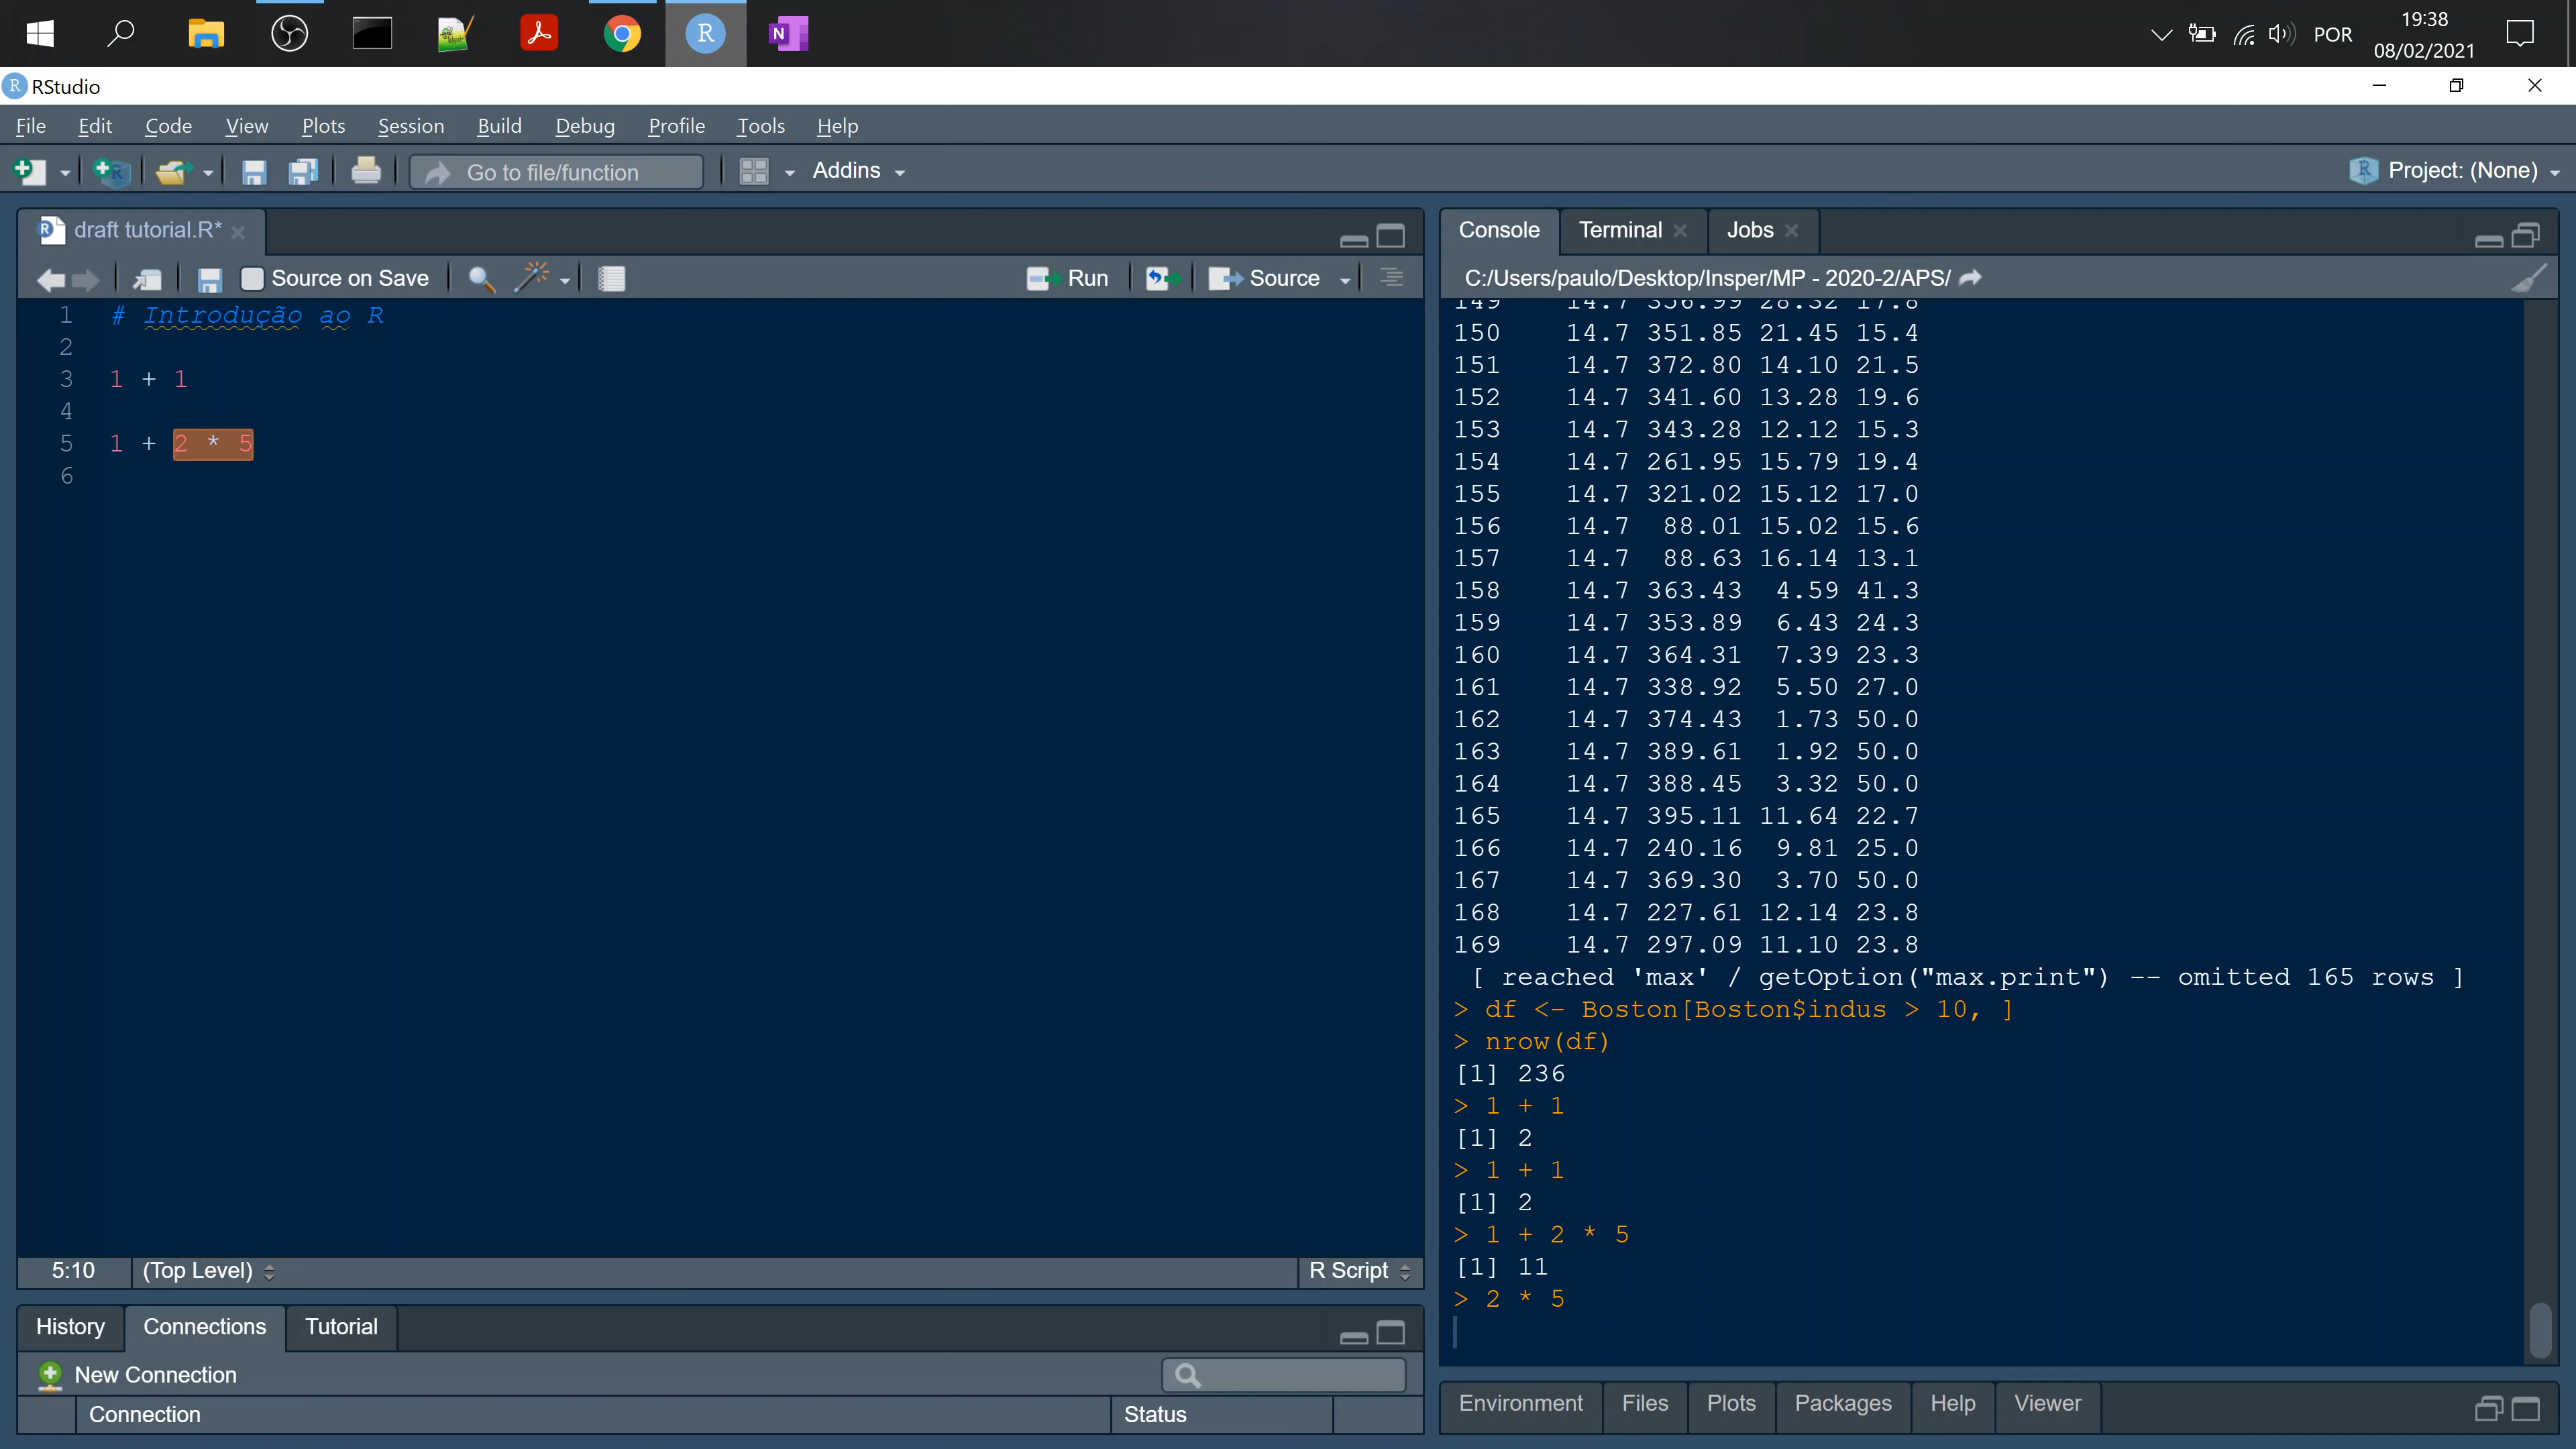 19:38
POR
08/02/2021
RStudio
File Edit Code View Plots Session Build Debug Profile Tools Help
Go to file/function
Addins
Project: (None)
draft tutorial.R*
Source on Save
Run
Source
1 # Introdução ao R
2
3 1 + 1
4
5 1 + 2 * 5
6
5:10 (Top Level) R Script
History Connections Tutorial
New Connection
Connection Status
Console Terminal Jobs
C:/Users/paulo/Desktop/Insper/MP - 2020-2/APS/
149 14.7 356.99 28.32 17.8
150 14.7 351.85 21.45 15.4
151 14.7 372.80 14.10 21.5
152 14.7 341.60 13.28 19.6
153 14.7 343.28 12.12 15.3
154 14.7 261.95 15.79 19.4
155 14.7 321.02 15.12 17.0
156 14.7 88.01 15.02 15.6
157 14.7 88.63 16.14 13.1
158 14.7 363.43 4.59 41.3
159 14.7 353.89 6.43 24.3
160 14.7 364.31 7.39 23.3
161 14.7 338.92 5.50 27.0
162 14.7 374.43 1.73 50.0
163 14.7 389.61 1.92 50.0
164 14.7 388.45 3.32 50.0
165 14.7 395.11 11.64 22.7
166 14.7 240.16 9.81 25.0
167 14.7 369.30 3.70 50.0
168 14.7 227.61 12.14 23.8
169 14.7 297.09 11.10 23.8
[ reached 'max' / getOption("max.print") -- omitted 165 rows ]
> df <- Boston[Boston$indus > 10, ]
> nrow(df)
[1] 236
> 1 + 1
[1] 2
> 1 + 1
[1] 2
> 1 + 2 * 5
[1] 11
> 2 * 5
Environment Files Plots Packages Help Viewer